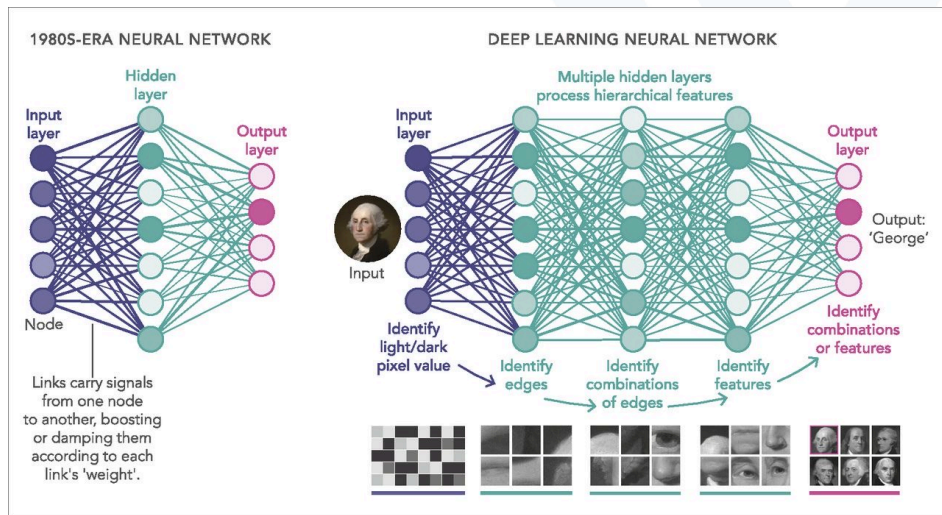 1980S-ERA NEURAL NETWORK
Hidden
layer
Input
layer
Output
layer
Node
Links carry signals
from one node
to another, boosting
or damping them
according to each
link's 'weight'.
DEEP LEARNING NEURAL NETWORK
Multiple hidden layers
process hierarchical features
Input
layer
Output
layer
Input
Output:
'George'
Identify
light/dark
pixel value
Identify
edges
Identify
combinations
of edges
Identify
features
Identify
combinations
or features